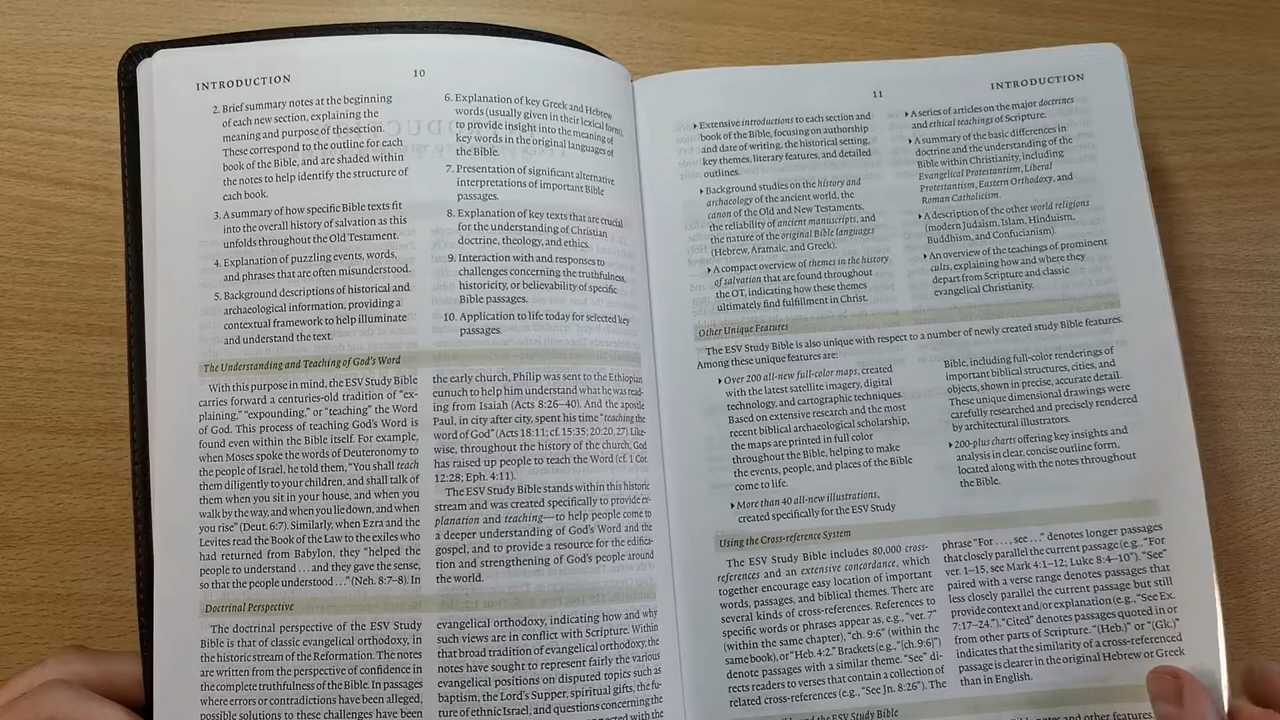 INTRODUCTION
10
2. Brief summary notes at the beginning
of each new section, explaining the
meaning and purpose of the section.
These correspond to the outline for each
book of the Bible, and are shaded within
the notes to help identify the structure of
each book.
3. A summary of how specific Bible texts fit
into the overall history of salvation as this
unfolds throughout the Old Testament.
4. Explanation of puzzling events, words,
and phrases that are often misunderstood.
5. Background descriptions of historical and
archaeological information, providing a
contextual framework to help illuminate
and understand the text.
6. Explanation of key Greek and Hebrew
words (usually given in their lexical form),
to provide insight into the meaning of
key words in the original languages of
the Bible.
7. Presentation of significant alternative
interpretations of important Bible
passages.
8. Explanation of key texts that are crucial
for the understanding of Christian
doctrine, theology, and ethics.
9. Interaction with and responses to
challenges concerning the truthfulness,
historicity, or believability of specific
Bible passages.
10. Application to life today for selected key
passages.
The Understanding and Teaching of God's Word
With this purpose in mind, the ESV Study Bible
carries forward a centuries-old tradition of "ex-
plaining," "expounding," or "teaching" the Word
of God. This process of teaching God's Word is
found even within the Bible itself. For example,
when Moses spoke the words of Deuteronomy to
the people of Israel, he told them, "You shall teach
them diligently to your children, and shall talk of
them when you sit in your house, and when you
walk by the way, and when you lie down, and when
you rise" (Deut. 6:7). Similarly, when Ezra and the
Levites read the Book of the Law to the exiles who
had returned from Babylon, they "helped the
people to understand . . . and they gave the sense,
so that the people understood . . ." (Neh. 8:7–8). In
the early church, Philip was sent to the Ethiopian
eunuch to help him understand what he was read-
ing from Isaiah (Acts 8:26–40). And the apostle
Paul, in city after city, spent his time "teaching the
word of God" (Acts 18:11; cf. 15:35; 20:20, 27) Like-
wise, throughout the history of the church, God
has raised up people to teach the Word (cf. 1 Cor.
12:28; Eph. 4:11).
The ESV Study Bible stands within this historic
stream and was created specifically to provide ex-
planation and teaching—to help people come to
a deeper understanding of God's Word and the
gospel, and to provide a resource for the edifica-
tion and strengthening of God's people around
the world.
Doctrinal Perspective
The doctrinal perspective of the ESV Study
Bible is that of classic evangelical orthodoxy, in
the historic stream of the Reformation. The notes
are written from the perspective of confidence in
the complete truthfulness of the Bible. In passages
where errors or contradictions have been alleged,
possible solutions to these challenges have been
evangelical orthodoxy, indicating how and why
such views are in conflict with Scripture. Within
that broad tradition of evangelical orthodoxy, the
notes have sought to represent fairly the various
evangelical positions on disputed topics such as
baptism, the Lord's Supper, spiritual gifts, the fu-
ture of ethnic Israel, and questions concerning the
with the
11
INTRODUCTION
▸ Extensive introductions to each section and
book of the Bible, focusing on authorship
and date of writing, the historical setting,
key themes, literary features, and detailed
outlines.
▸ Background studies on the history and
archaeology of the ancient world, the
canon of the Old and New Testaments,
the reliability of ancient manuscripts, and
the nature of the original Bible languages
(Hebrew, Aramaic, and Greek).
▸ A compact overview of themes in the history
of salvation that are found throughout
the OT, indicating how these themes
ultimately find fulfillment in Christ.
▸ A series of articles on the major doctrines
and ethical teachings of Scripture.
▸ A summary of the basic differences in
doctrine and the understanding of the
Bible within Christianity, including
Evangelical Protestantism, Liberal
Protestantism, Eastern Orthodoxy, and
Roman Catholicism.
▸ A description of the other world religions
(modern Judaism, Islam, Hinduism,
Buddhism, and Confucianism).
▸ An overview of the teachings of prominent
cults, explaining how and where they
depart from Scripture and classic
evangelical Christianity.
Other Unique Features
The ESV Study Bible is also unique with respect to a number of newly created study Bible features.
Among these unique features are:
▸ Over 200 all-new full-color maps, created
with the latest satellite imagery, digital
technology, and cartographic techniques.
Based on extensive research and the most
recent biblical archaeological scholarship,
the maps are printed in full color
throughout the Bible, helping to make
the events, people, and places of the Bible
come to life.
▸ More than 40 all-new illustrations,
created specifically for the ESV Study
Bible, including full-color renderings of
important biblical structures, cities, and
objects, shown in precise, accurate detail.
These unique dimensional drawings were
carefully researched and precisely rendered
by architectural illustrators.
▸ 200-plus charts offering key insights and
analysis in clear, concise outline form,
located along with the notes throughout
the Bible.
Using the Cross-reference System
The ESV Study Bible includes 80,000 cross-
references and an extensive concordance, which
together encourage easy location of important
words, passages, and biblical themes. There are
several kinds of cross-references. References to
specific words or phrases appear as, e.g., "ver. 7"
(within the same chapter), "ch. 9:6" (within the
same book), or "Heb. 4:2." Brackets (e.g., "[ch. 9:6]")
denote passages with a similar theme. "See" di-
rects readers to verses that contain a collection of
related cross-references (e.g., "See Jn. 8:26"). The
phrase "For . . . , see . . ." denotes longer passages
that closely parallel the current passage (e.g., "For
ver. 1–15, see Mark 4:1–12; Luke 8:4–10"). "See"
paired with a verse range denotes passages that
less closely parallel the current passage but still
provide context and/or explanation (e.g., "See Ex.
7:17–24."). "Cited" denotes passages quoted in or
from other parts of Scripture. "(Heb.)" or "(Gk.)"
indicates that the similarity of a cross-referenced
passage is clearer in the original Hebrew or Greek
than in English.
and the ESV Study Bible
notes and other features